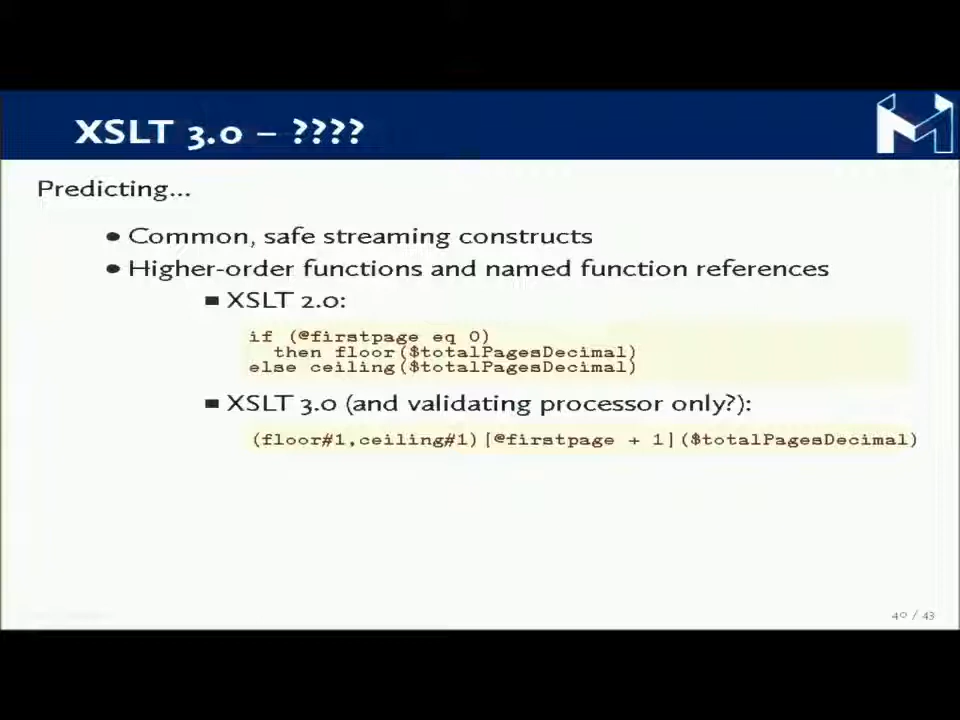 XSLT 3.0 – ????
Predicting...
• Common, safe streaming constructs
• Higher-order functions and named function references
▪ XSLT 2.0:
if (@firstpage eq 0)
then floor($totalPagesDecimal)
else ceiling($totalPagesDecimal)
▪ XSLT 3.0 (and validating processor only?):
(floor#1,ceiling#1)[@firstpage + 1]($totalPagesDecimal)
40 / 43